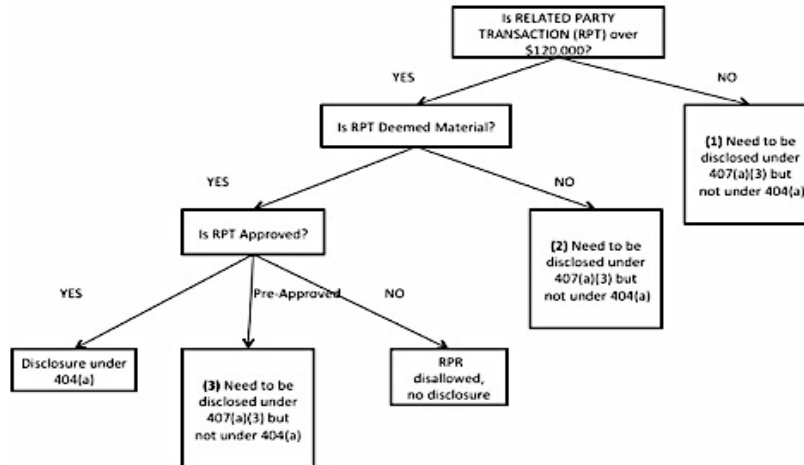 Is RELATED PARTY
TRANSACTION (RPT) over
$120,000?
YES
NO
Is RPT Deemed Material?
(1) Need to be
disclosed under
407(a)(3) but
not under 404(a)
YES
NO
Is RPT Approved?
(2) Need to be
disclosed under
407(a)(3) but
not under 404(a)
YES
Pre-Approved
NO
Disclosure under
404(a)
(3) Need to be
disclosed under
407(a)(3) but
not under 404(a)
RPR
disallowed,
no disclosure